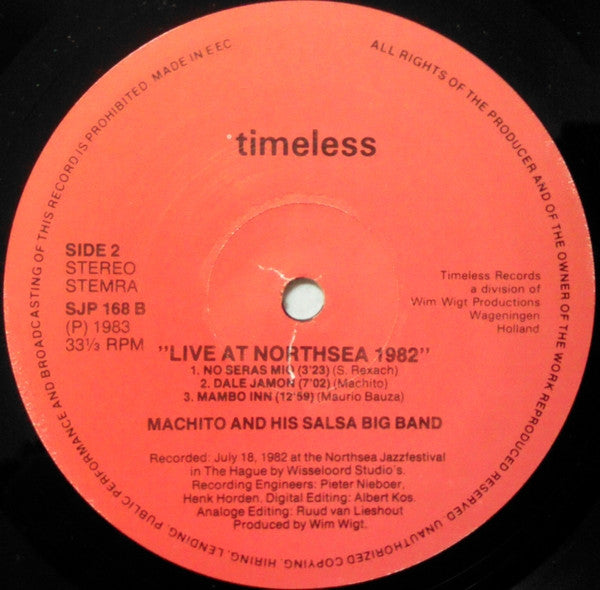 ALL RIGHTS OF THE PRODUCER AND OF THE OWNER OF THE WORK REPRODUCED RESERVED. UNAUTHORIZED COPYING, HIRING, LENDING, PUBLIC PERFORMANCE AND BROADCASTING OF THIS RECORD IS PROHIBITED. MADE IN EEC
timeless
SIDE 2
STEREO
STEMRA
SJP 168 B
(P) 1983
33⅓ RPM
Timeless Records
a division of
Wim Wigt Productions
Wageningen
Holland
"LIVE AT NORTHSEA 1982"
1. NO SERAS MIO (3'23) (S. Rexach)
2. DALE JAMON (7'02) (Machito)
3. MAMBO INN (12'59) (Maurio Bauza)
MACHITO AND HIS SALSA BIG BAND
Recorded: July 18, 1982 at the Northsea Jazzfestival
in The Hague by Wisseloord Studio's.
Recording Engineers: Pieter Nieboer,
Henk Horden. Digital Editing: Albert Kos.
Analoge Editing: Ruud van Lieshout
Produced by Wim Wigt.